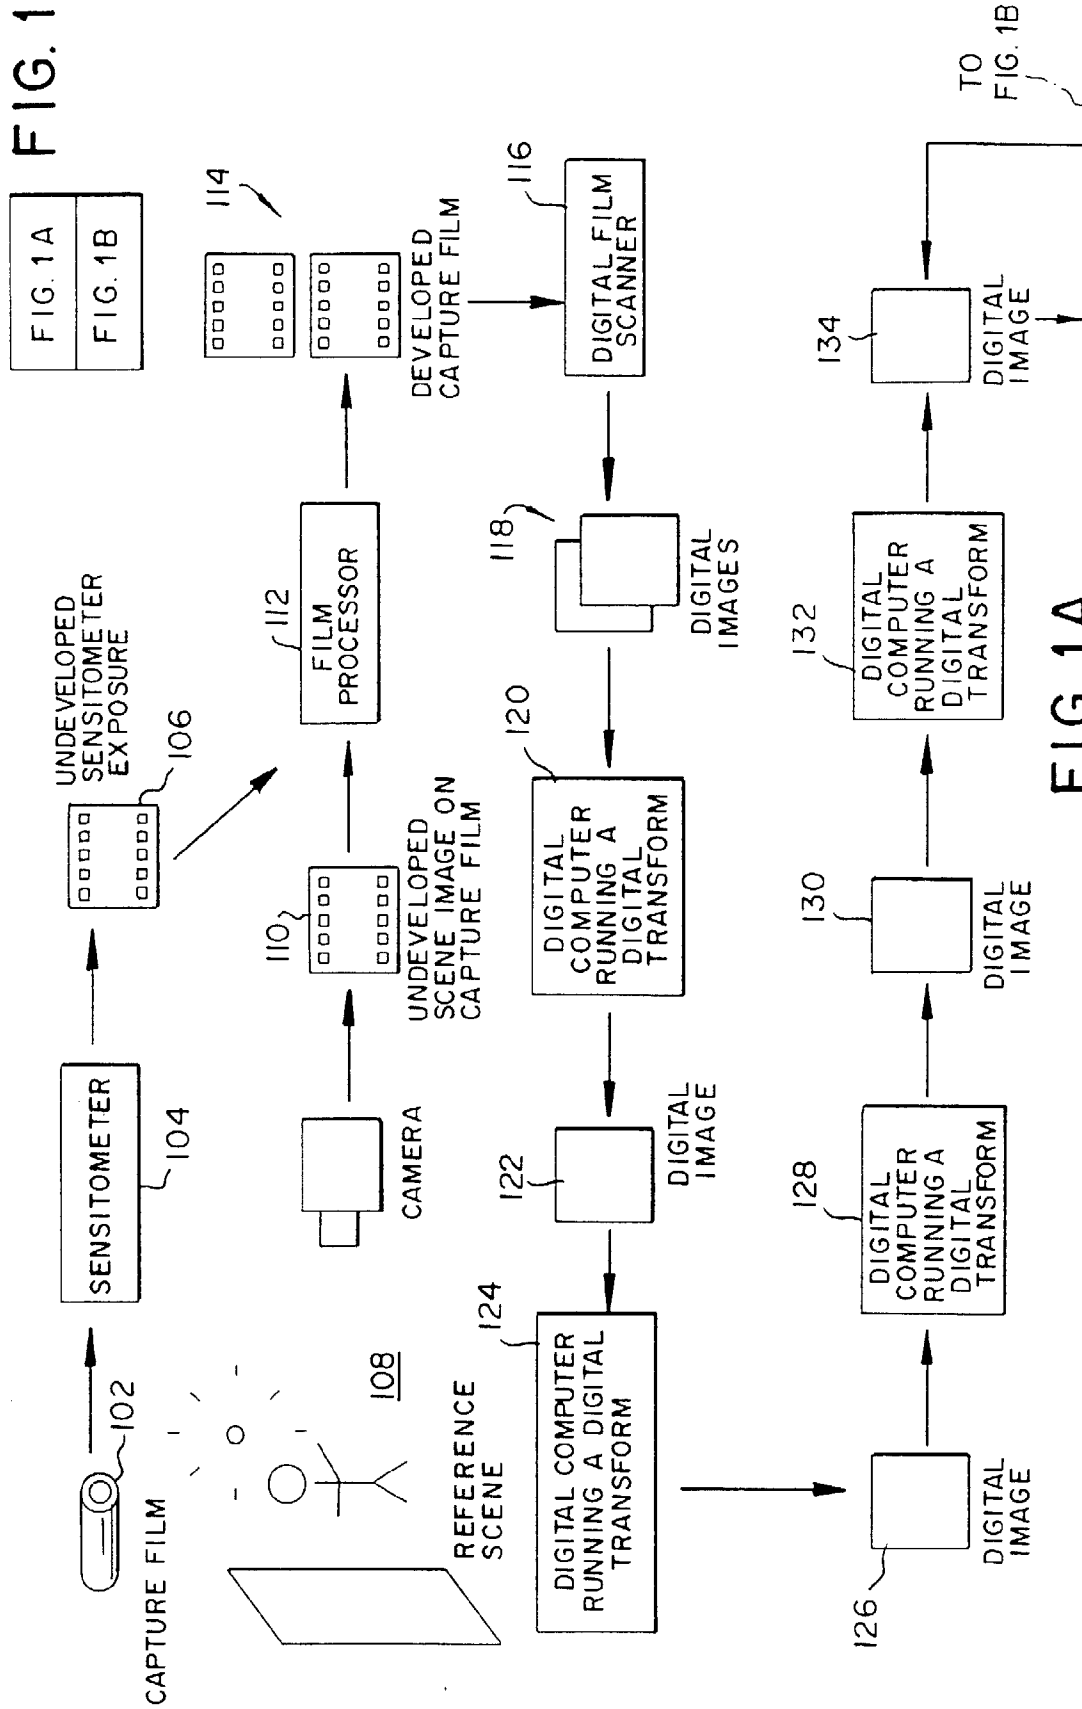 FIG. 1
FIG. 1A
FIG. 1B
CAPTURE FILM
102
SENSITOMETER
104
UNDEVELOPED
SENSITOMETER
EXPOSURE
106
108
REFERENCE
SCENE
CAMERA
110
UNDEVELOPED
SCENE IMAGE ON
CAPTURE FILM
112
FILM
PROCESSOR
114
DEVELOPED
CAPTURE FILM
116
DIGITAL FILM
SCANNER
118
DIGITAL
IMAGES
120
DIGITAL
COMPUTER
RUNNING A
DIGITAL
TRANSFORM
122
DIGITAL
IMAGE
124
DIGITAL COMPUTER
RUNNING A DIGITAL
TRANSFORM
126
DIGITAL
IMAGE
128
DIGITAL
COMPUTER
RUNNING A
DIGITAL
TRANSFORM
130
DIGITAL
IMAGE
132
DIGITAL
COMPUTER
RUNNING A
DIGITAL
TRANSFORM
134
DIGITAL
IMAGE
TO
FIG. 1B
FIG. 1A